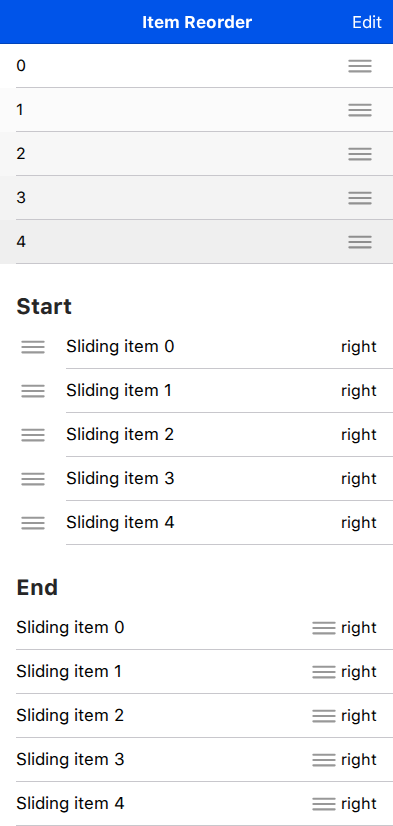 Item Reorder Edit
0
1
2
3
4
Start
Sliding item 0 right
Sliding item 1 right
Sliding item 2 right
Sliding item 3 right
Sliding item 4 right
End
Sliding item 0 right
Sliding item 1 right
Sliding item 2 right
Sliding item 3 right
Sliding item 4 right